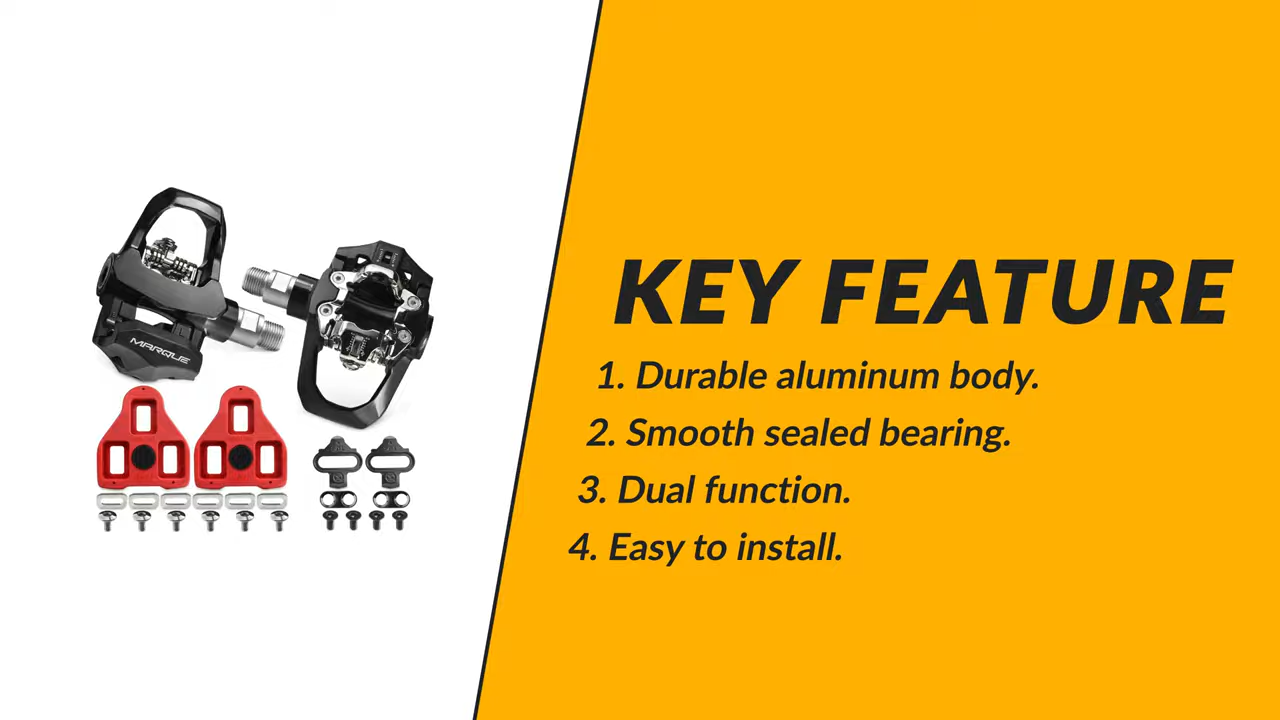 MARQUE
KEY FEATURE
1. Durable aluminum body.
2. Smooth sealed bearing.
3. Dual function.
4. Easy to install.